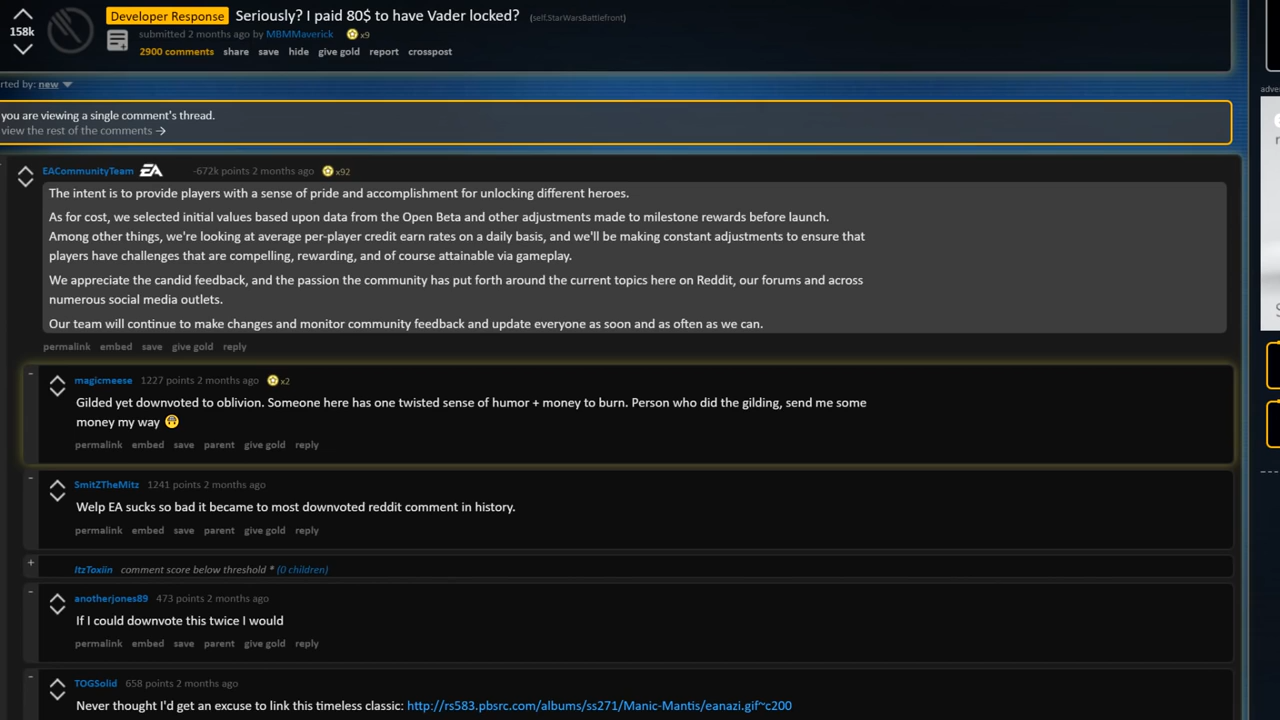 158k
Developer Response Seriously? I paid 80$ to have Vader locked? (self.StarWarsBattlefront)
submitted 2 months ago by MBMMaverick x9
2900 comments share save hide give gold report crosspost
rted by: new
adve
you are viewing a single comment's thread.
view the rest of the comments →
EACommunityTeam EA -672k points 2 months ago x92
The intent is to provide players with a sense of pride and accomplishment for unlocking different heroes.
As for cost, we selected initial values based upon data from the Open Beta and other adjustments made to milestone rewards before launch.
Among other things, we're looking at average per-player credit earn rates on a daily basis, and we'll be making constant adjustments to ensure that
players have challenges that are compelling, rewarding, and of course attainable via gameplay.
We appreciate the candid feedback, and the passion the community has put forth around the current topics here on Reddit, our forums and across
numerous social media outlets.
Our team will continue to make changes and monitor community feedback and update everyone as soon and as often as we can.
permalink embed save give gold reply
magicmeese 1227 points 2 months ago x2
Gilded yet downvoted to oblivion. Someone here has one twisted sense of humor + money to burn. Person who did the gilding, send me some
money my way
permalink embed save parent give gold reply
SmitZTheMitz 1241 points 2 months ago
Welp EA sucks so bad it became to most downvoted reddit comment in history.
permalink embed save parent give gold reply
ItzToxiin comment score below threshold * (0 children)
anotherjones89 473 points 2 months ago
If I could downvote this twice I would
permalink embed save parent give gold reply
TOGSolid 658 points 2 months ago
Never thought I'd get an excuse to link this timeless classic: http://rs583.pbsrc.com/albums/ss271/Manic-Mantis/eanazi.gif~c200